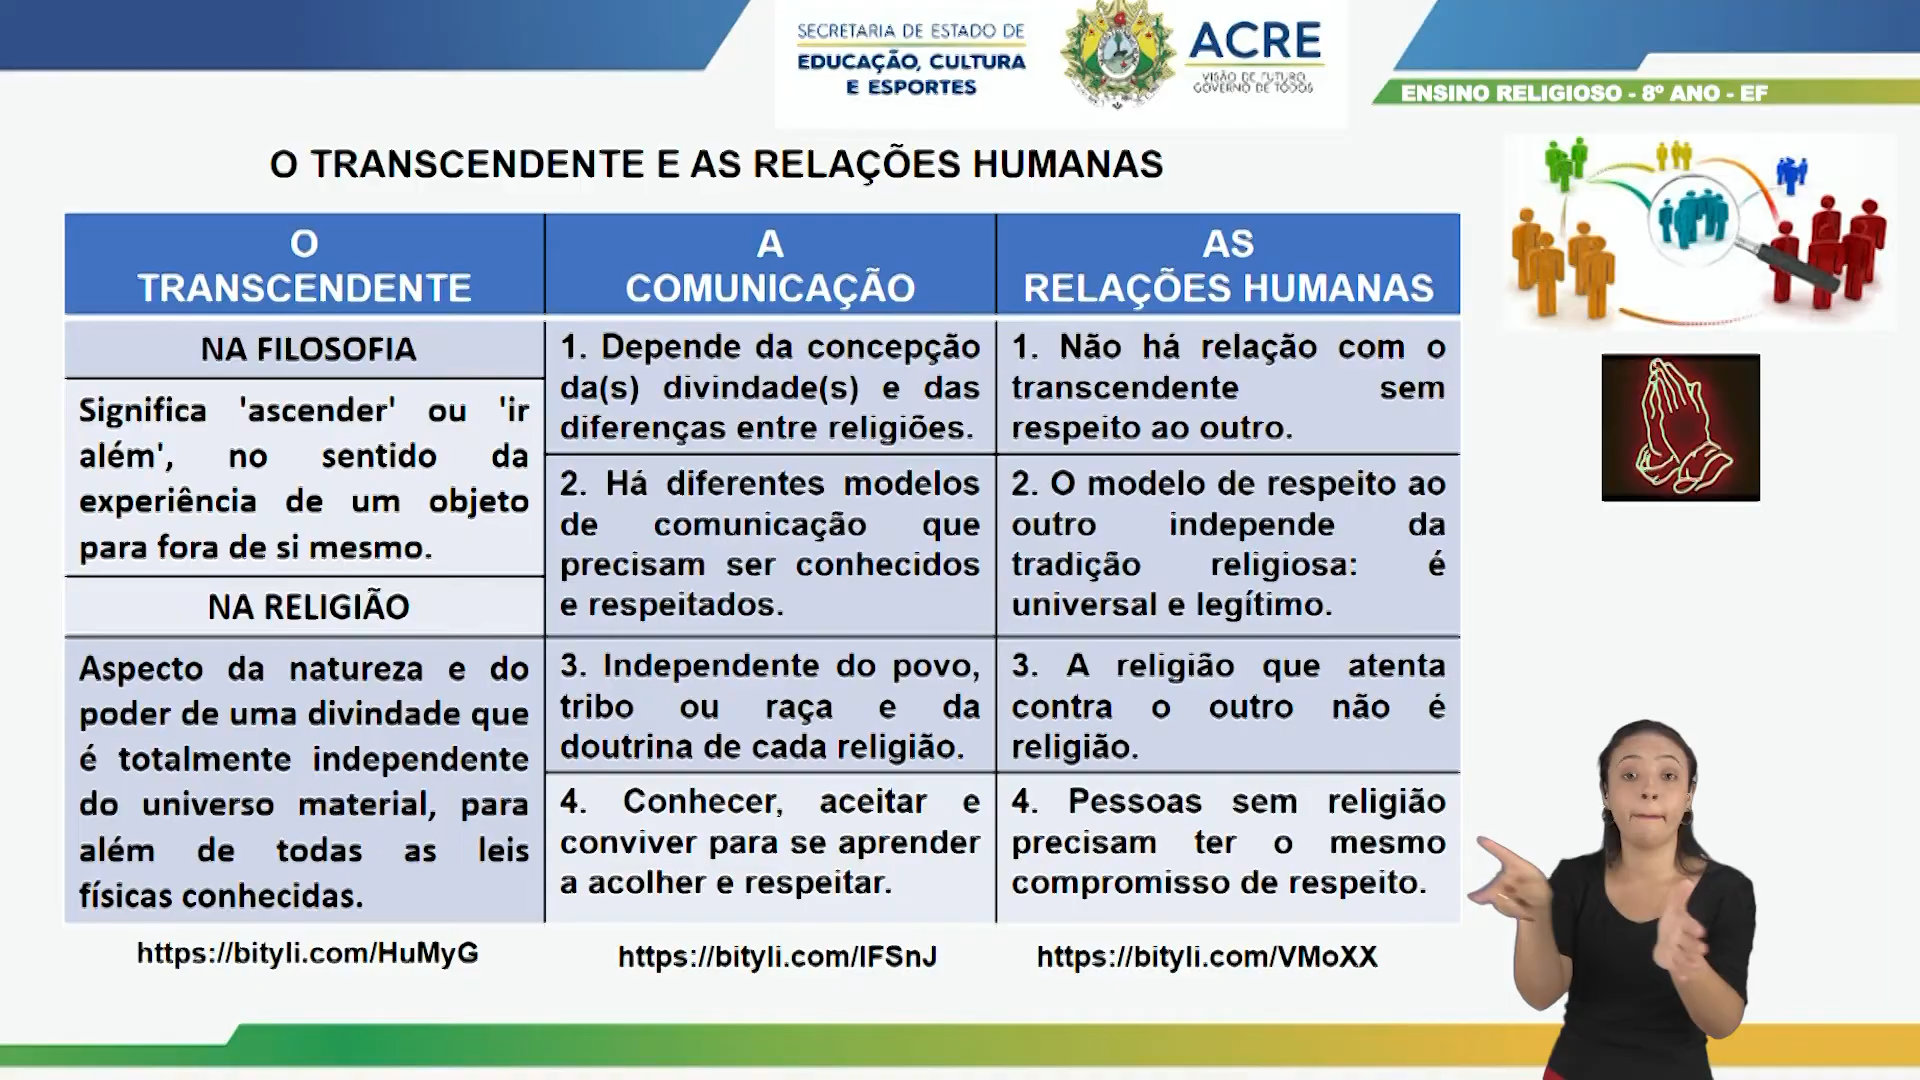 SECRETARIA DE ESTADO DE
EDUCAÇÃO, CULTURA
E ESPORTES
ACRE
VISÃO DE FUTURO,
GOVERNO DE TODOS
ENSINO RELIGIOSO - 8º ANO - EF
O TRANSCENDENTE E AS RELAÇÕES HUMANAS
O
TRANSCENDENTE
NA FILOSOFIA
Significa 'ascender' ou 'ir
além', no sentido da
experiência de um objeto
para fora de si mesmo.
NA RELIGIÃO
Aspecto da natureza e do
poder de uma divindade que
é totalmente independente
do universo material, para
além de todas as leis
físicas conhecidas.
https://bityli.com/HuMyG
A
COMUNICAÇÃO
1. Depende da concepção
da(s) divindade(s) e das
diferenças entre religiões.
2. Há diferentes modelos
de comunicação que
precisam ser conhecidos
e respeitados.
3. Independente do povo,
tribo ou raça e da
doutrina de cada religião.
4. Conhecer, aceitar e
conviver para se aprender
a acolher e respeitar.
https://bityli.com/IFSnJ
AS
RELAÇÕES HUMANAS
1. Não há relação com o
transcendente sem
respeito ao outro.
2. O modelo de respeito ao
outro independe da
tradição religiosa: é
universal e legítimo.
3. A religião que atenta
contra o outro não é
religião.
4. Pessoas sem religião
precisam ter o mesmo
compromisso de respeito.
https://bityli.com/VMoXX